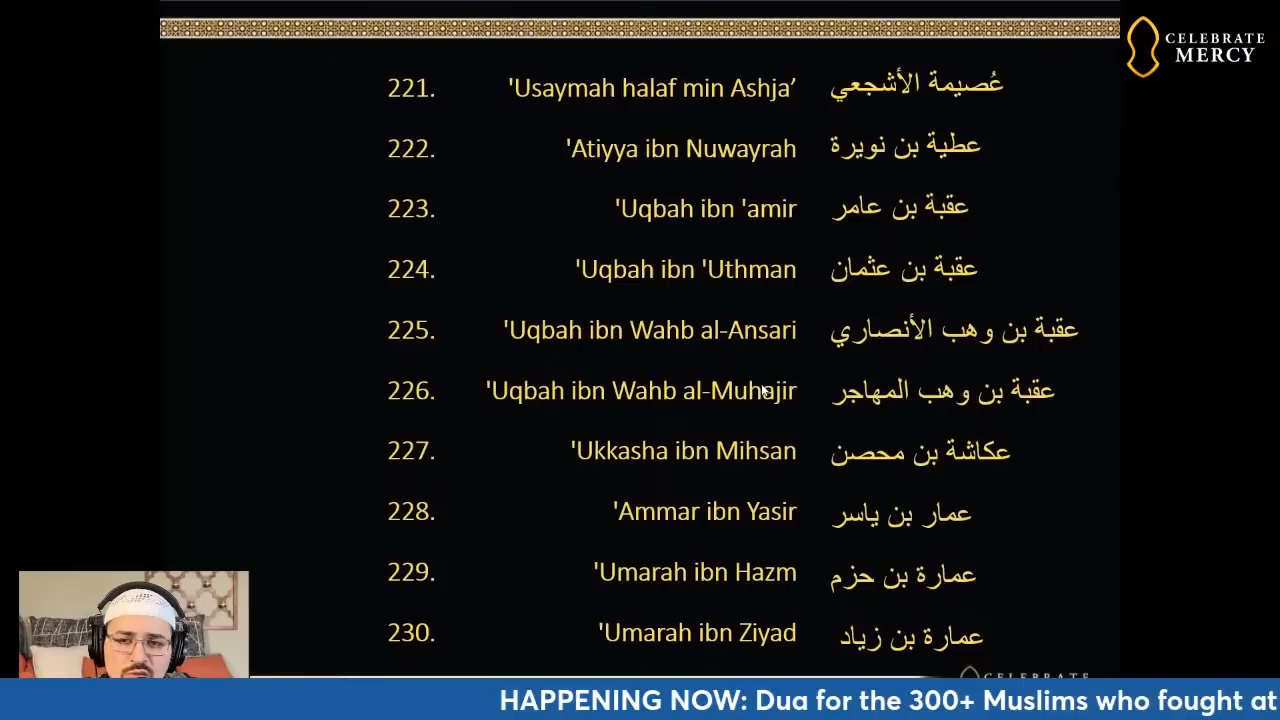 CELEBRATE
MERCY
221. 'Usaymah halaf min Ashja’ عُصيمة الأشجعي
222. 'Atiyya ibn Nuwayrah عطية بن نويرة
223. 'Uqbah ibn 'amir عقبة بن عامر
224. 'Uqbah ibn 'Uthman عقبة بن عثمان
225. 'Uqbah ibn Wahb al-Ansari عقبة بن وهب الأنصاري
226. 'Uqbah ibn Wahb al-Muhajir عقبة بن وهب المهاجر
227. 'Ukkasha ibn Mihsan عكاشة بن محصن
228. 'Ammar ibn Yasir عمار بن ياسر
229. 'Umarah ibn Hazm عمارة بن حزم
230. 'Umarah ibn Ziyad عمارة بن زياد
CELEBRATE
HAPPENING NOW: Dua for the 300+ Muslims who fought at